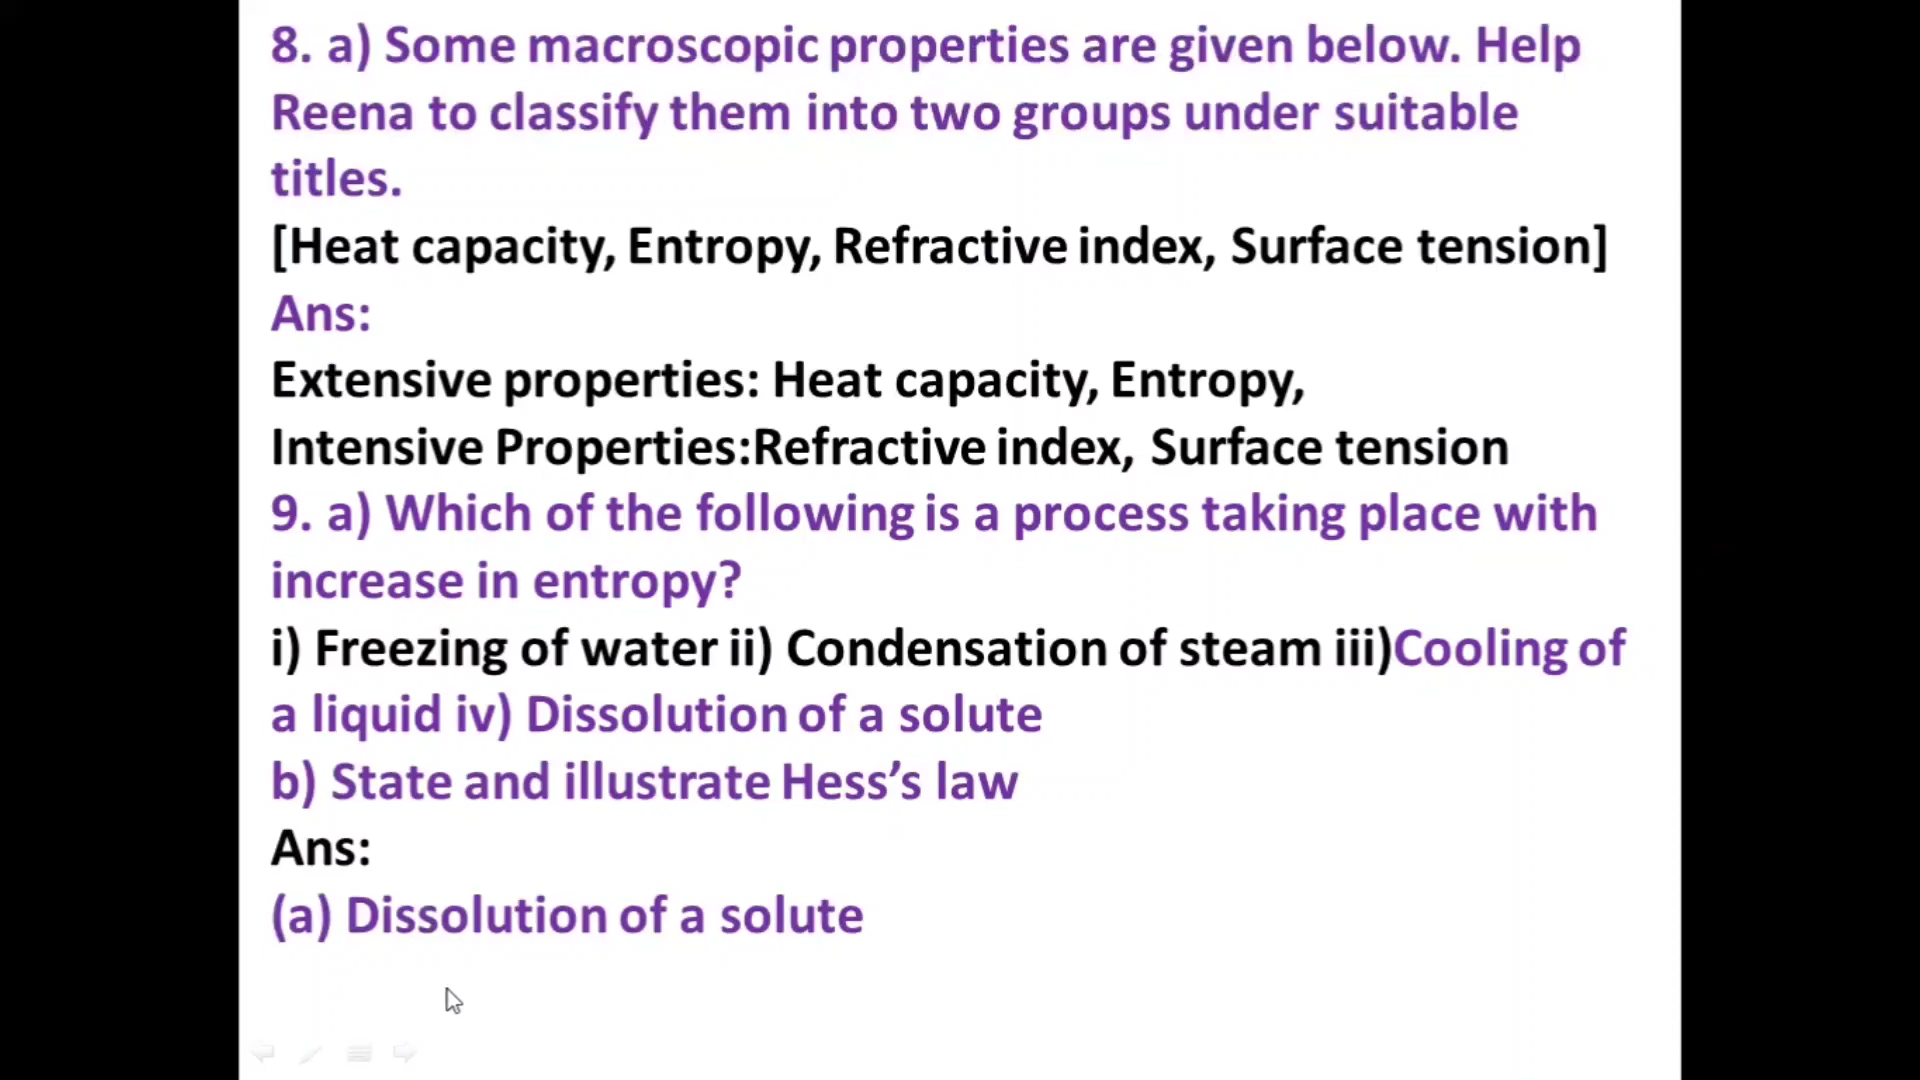 8. a) Some macroscopic properties are given below. Help
Reena to classify them into two groups under suitable
titles.
[Heat capacity, Entropy, Refractive index, Surface tension]
Ans:
Extensive properties: Heat capacity, Entropy,
Intensive Properties:Refractive index, Surface tension
9. a) Which of the following is a process taking place with
increase in entropy?
i) Freezing of water ii) Condensation of steam iii)Cooling of
a liquid iv) Dissolution of a solute
b) State and illustrate Hess’s law
Ans:
(a) Dissolution of a solute